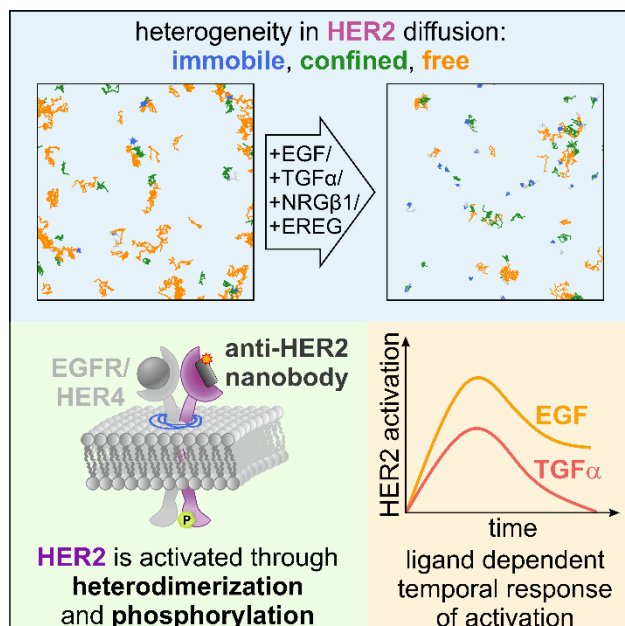 heterogeneity in HER2 diffusion:
immobile, confined, free
+EGF/
+TGFα/
+NRGβ1/
+EREG
EGFR/
HER4
anti-HER2
nanobody
P
HER2 is activated through
heterodimerization
and phosphorylation
HER2 activation
EGF
TGFα
time
ligand dependent
temporal response
of activation